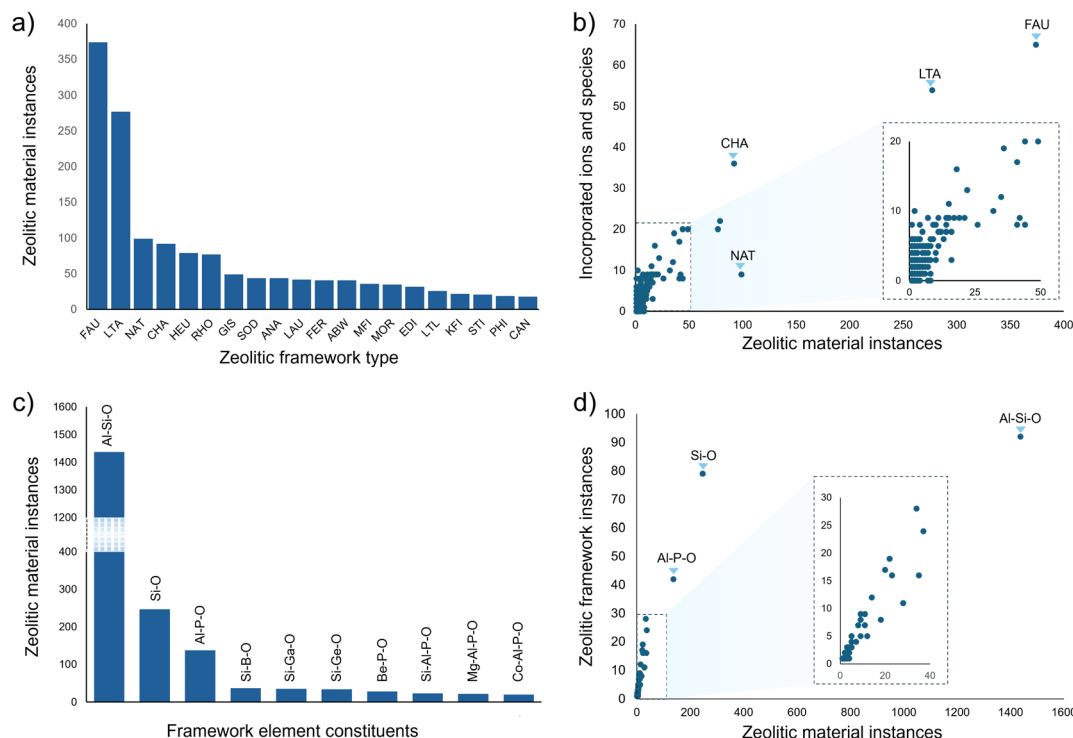 a)
400
350
300
250
200
150
100
50
0
Zeolitic material instances
FAU
LTA
NAT
CHA
HEU
RHO
GIS
SOD
ANA
LAU
FER
ABW
MFI
MOR
EDI
LTL
KFI
STI
PHI
CAN
Zeolitic framework type
b)
70
60
50
40
30
20
10
0
Incorporated ions and species
FAU
LTA
CHA
NAT
20
10
0
0
25
50
0
50
100
150
200
250
300
350
400
Zeolitic material instances
c)
1600
1500
1400
1300
1200
400
300
200
100
0
Zeolitic material instances
Al-Si-O
Si-O
Al-P-O
Si-B-O
Si-Ga-O
Si-Ge-O
Be-P-O
Si-Al-P-O
Mg-Al-P-O
Co-Al-P-O
Framework element constituents
d)
100
90
80
70
60
50
40
30
20
10
0
Zeolitic framework instances
Al-Si-O
Si-O
Al-P-O
30
25
20
15
10
5
0
0
20
40
0
200
400
600
800
1000
1200
1400
1600
Zeolitic material instances